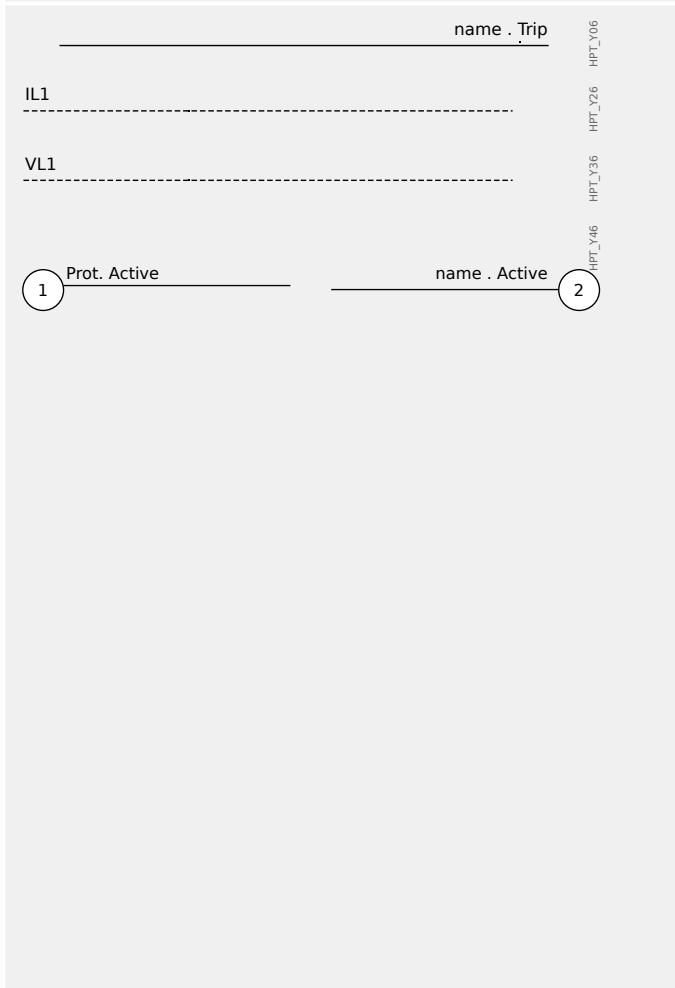 name . Trip
HPT_Y06
IL1
HPT_Y26
VL1
HPT_Y36
HPT_Y46
1
Prot. Active
name . Active
2